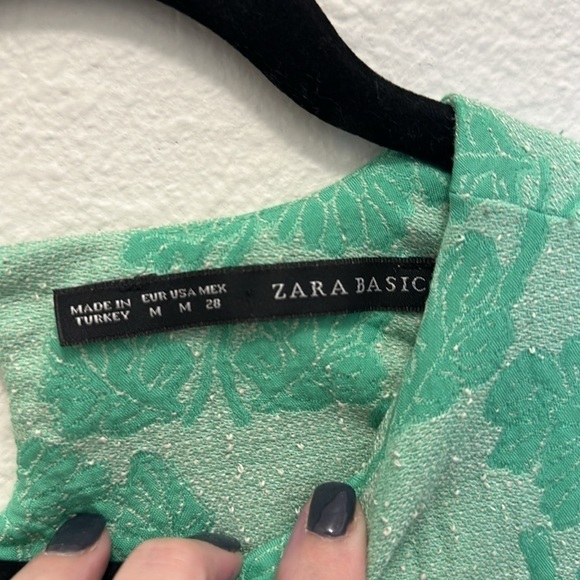 MADE IN
TURKEY
EUR USA MEX
M M 28
ZARA BASIC